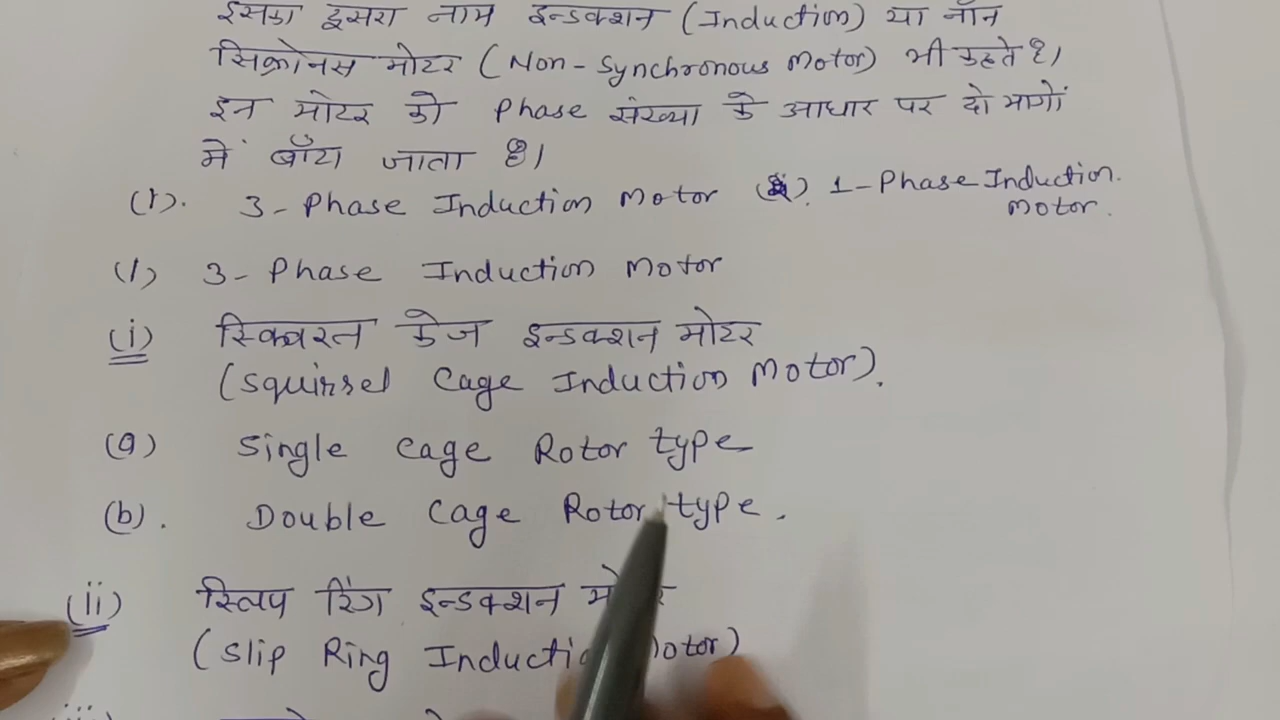 इसका दूसरा नाम इन्डक्शन (Induction) या नॉन
सिंक्रोनस मोटर (Non-Synchronous Motor) भी कहते है।
इन मोटर को Phase संख्या के आधार पर दो भागों
में बाँटा जाता है।
(1). 3-Phase Induction Motor (2). 1-Phase Induction Motor.
(1) 3-Phase Induction Motor
(i) स्क्विरल केज इन्डक्शन मोटर
(Squirrel Cage Induction Motor).
(a) Single Cage Rotor type
(b). Double Cage Rotor type.
(ii) स्लिप रिंग इन्डक्शन
(Slip Ring